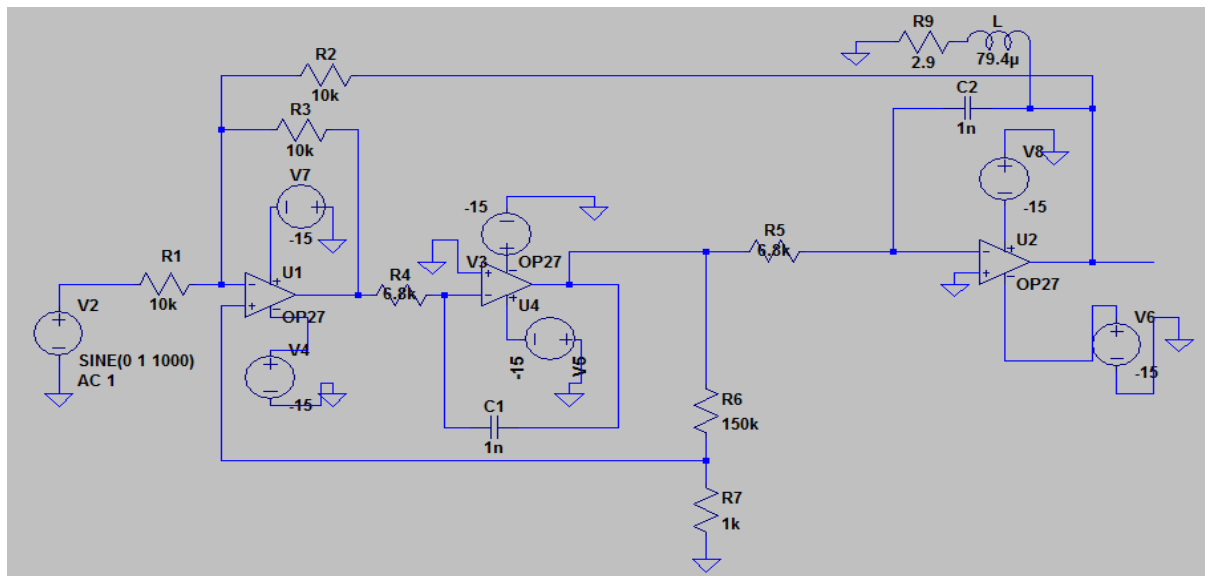 R9
L
2.9
79.4µ
R2
10k
C2
1n
R3
10k
V8
-15
V7
-15
-15
OP27
R5
6.8k
U2
OP27
R1
10k
U1
OP27
R4
6.8k
V3
U4
V2
SINE(0 1 1000)
AC 1
V4
-15
-15
V5
V6
-15
C1
1n
R6
150k
R7
1k